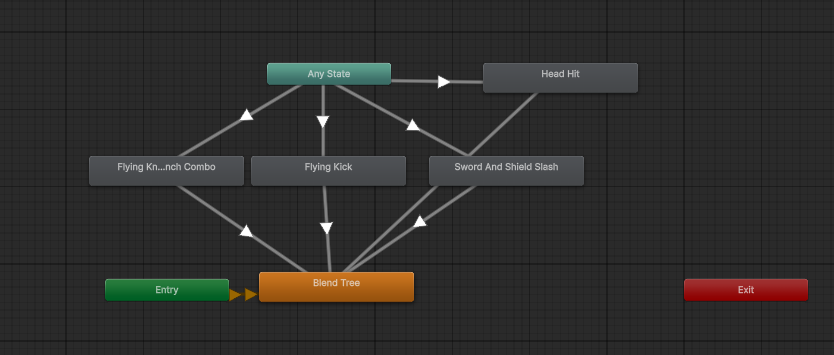 Any State
Head Hit
Flying Kn...nch Combo
Flying Kick
Sword And Shield Slash
Blend Tree
Entry
Exit